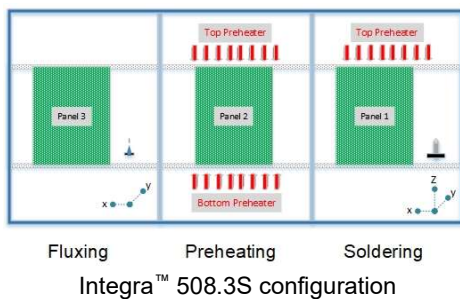 Top Preheater
Top Preheater
Panel 3
Panel 2
Panel 1
Bottom Preheater
x
y
x
y
z
Fluxing
Preheating
Soldering
Integra™ 508.3S configuration